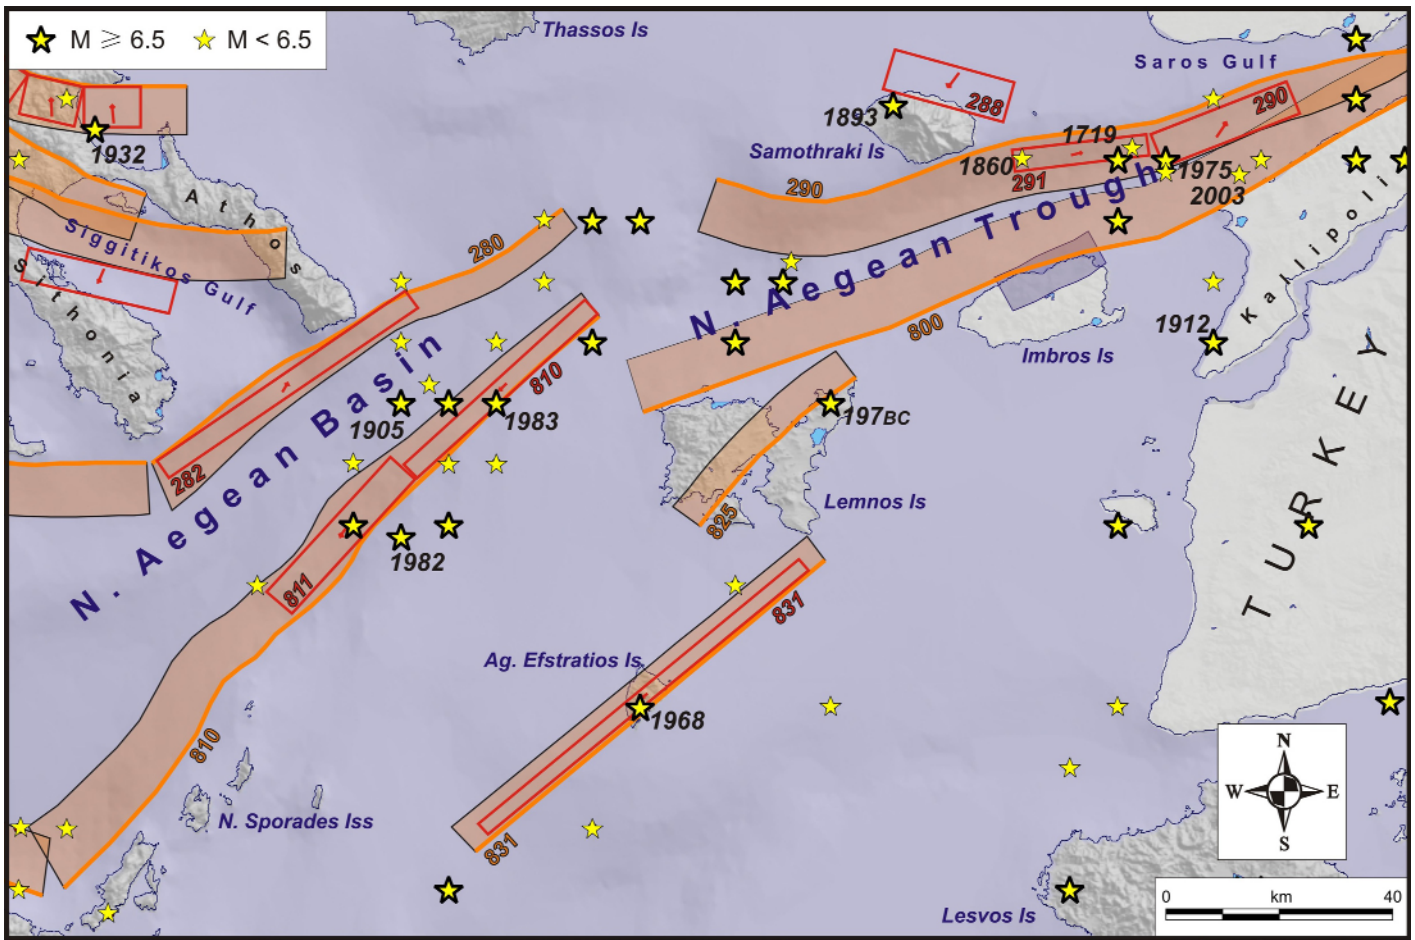 M ⩾ 6.5
M < 6.5
Thassos Is
Saros Gulf
288
290
1893
1719
1932
Samothraki Is
1860
291
1975
2003
Athos
290
N. Aegean Trough
Siggitikos Gulf
280
Sithonia
Kallipoli
800
1912
Imbros Is
TURKEY
N. Aegean Basin
810
1905
1983
197BC
282
Lemnos Is
825
1982
811
831
Ag. Efstratios Is.
1968
810
N
W
E
S
N. Sporades Iss
831
Lesvos Is
0
km
40